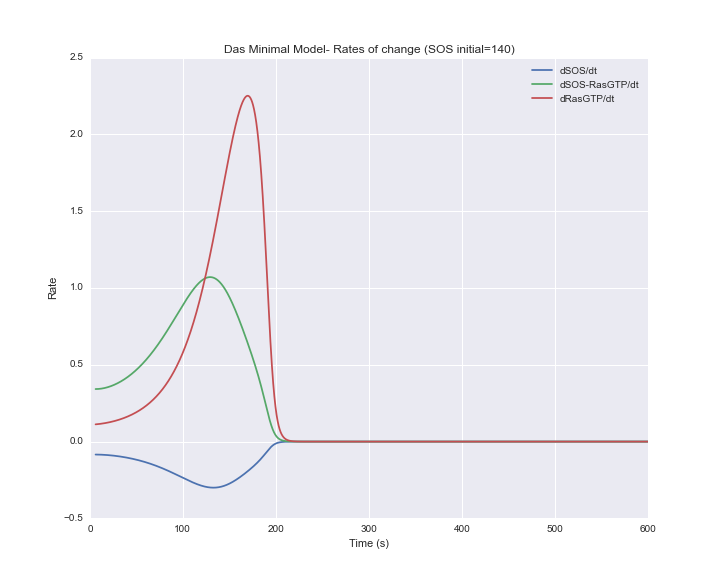 Das Minimal Model- Rates of change (SOS initial=140)
2.5
2.0
1.5
1.0
0.5
0.0
−0.5
Rate
dSOS/dt
dSOS-RasGTP/dt
dRasGTP/dt
0 100 200 300 400 500 600
Time (s)